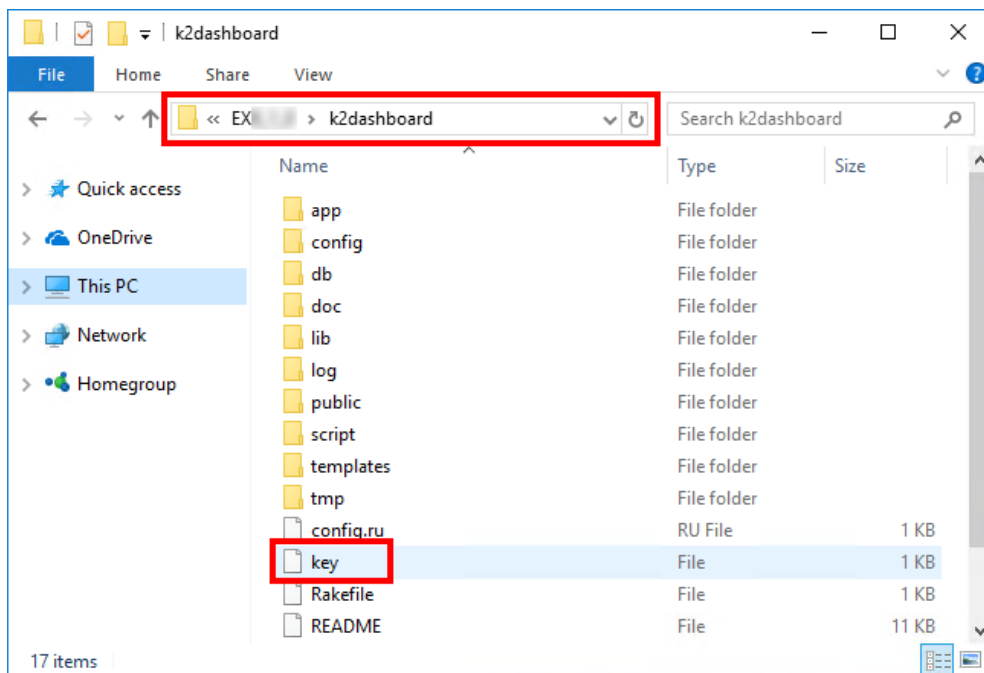 k2dashboard
File Home Share View
« EX › k2dashboard Search k2dashboard
Name Type Size
Quick access
OneDrive
This PC
Network
Homegroup
app File folder
config File folder
db File folder
doc File folder
lib File folder
log File folder
public File folder
script File folder
templates File folder
tmp File folder
config.ru RU File 1 KB
key File 1 KB
Rakefile File 1 KB
README File 11 KB
17 items